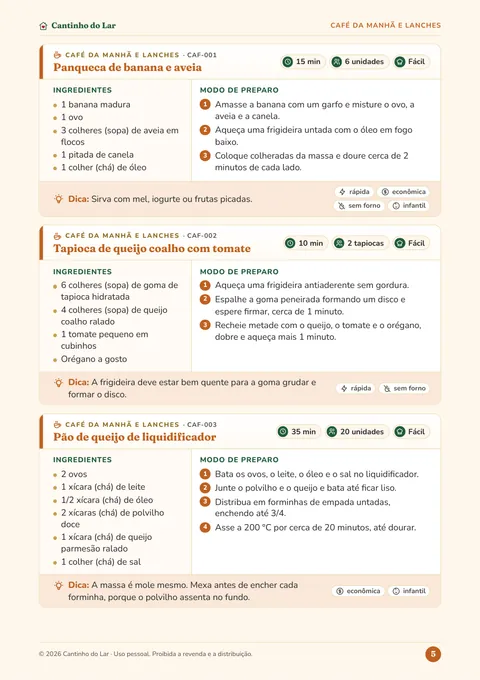 Cantinho do Lar
CAFÉ DA MANHÃ E LANCHES
CAFÉ DA MANHÃ E LANCHES · CAF-001
Panqueca de banana e aveia
15 min
6 unidades
Fácil
INGREDIENTES
1 banana madura
1 ovo
3 colheres (sopa) de aveia em
flocos
1 pitada de canela
1 colher (chá) de óleo
MODO DE PREPARO
1 Amasse a banana com um garfo e misture o ovo, a
aveia e a canela.
2 Aqueça uma frigideira untada com o óleo em fogo
baixo.
3 Coloque colheradas da massa e doure cerca de 2
minutos de cada lado.
Dica: Sirva com mel, iogurte ou frutas picadas.
rápida
econômica
sem forno
infantil
CAFÉ DA MANHÃ E LANCHES · CAF-002
Tapioca de queijo coalho com tomate
10 min
2 tapiocas
Fácil
INGREDIENTES
6 colheres (sopa) de goma de
tapioca hidratada
4 colheres (sopa) de queijo
coalho ralado
1 tomate pequeno em
cubinhos
Orégano a gosto
MODO DE PREPARO
1 Aqueça uma frigideira antiaderente sem gordura.
2 Espalhe a goma peneirada formando um disco e
espere firmar, cerca de 1 minuto.
3 Recheie metade com o queijo, o tomate e o orégano,
dobre e aqueça mais 1 minuto.
Dica: A frigideira deve estar bem quente para a goma grudar e
formar o disco.
rápida
sem forno
CAFÉ DA MANHÃ E LANCHES · CAF-003
Pão de queijo de liquidificador
35 min
20 unidades
Fácil
INGREDIENTES
2 ovos
1 xícara (chá) de leite
1/2 xícara (chá) de óleo
2 xícaras (chá) de polvilho
doce
1 xícara (chá) de queijo
parmesão ralado
1 colher (chá) de sal
MODO DE PREPARO
1 Bata os ovos, o leite, o óleo e o sal no liquidificador.
2 Junte o polvilho e o queijo e bata até ficar liso.
3 Distribua em forminhas de empada untadas,
enchendo até 3/4.
4 Asse a 200 °C por cerca de 20 minutos, até dourar.
Dica: A massa é mole mesmo. Mexa antes de encher cada
forminha, porque o polvilho assenta no fundo.
econômica
infantil
© 2026 Cantinho do Lar · Uso pessoal. Proibida a revenda e a distribuição.
5